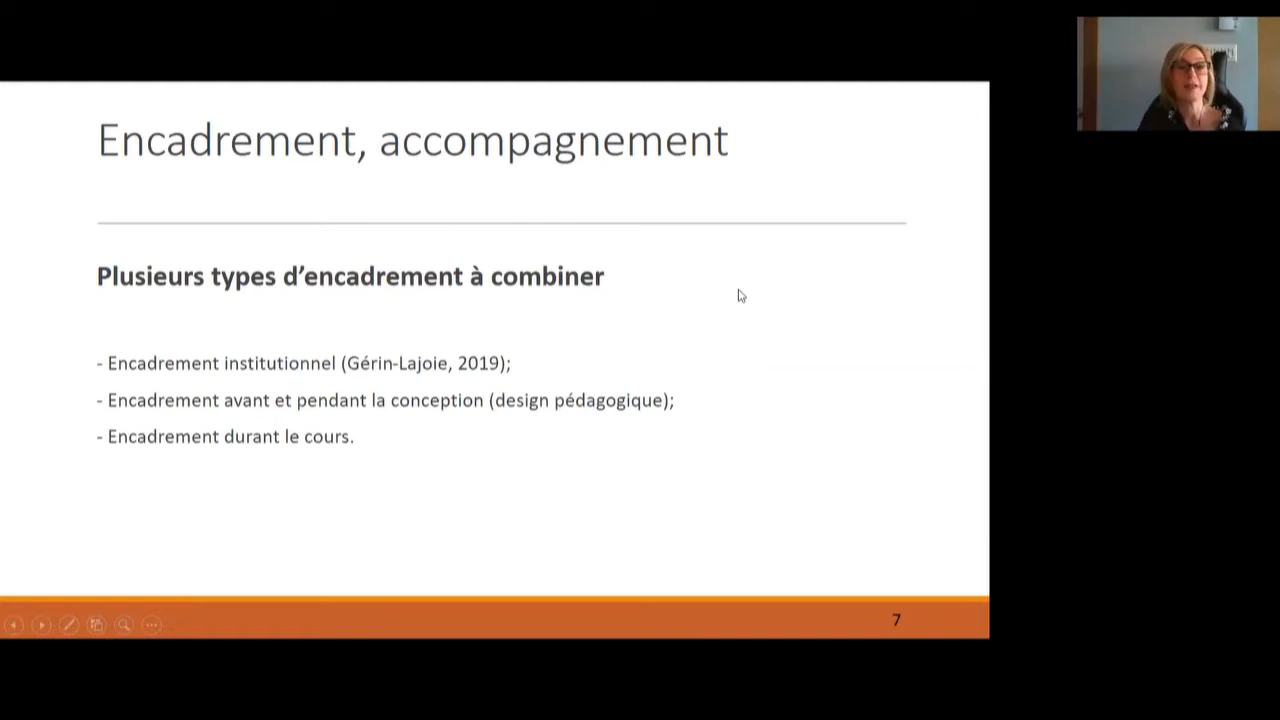 Encadrement, accompagnement
Plusieurs types d’encadrement à combiner
- Encadrement institutionnel (Gérin-Lajoie, 2019);
- Encadrement avant et pendant la conception (design pédagogique);
- Encadrement durant le cours.
7